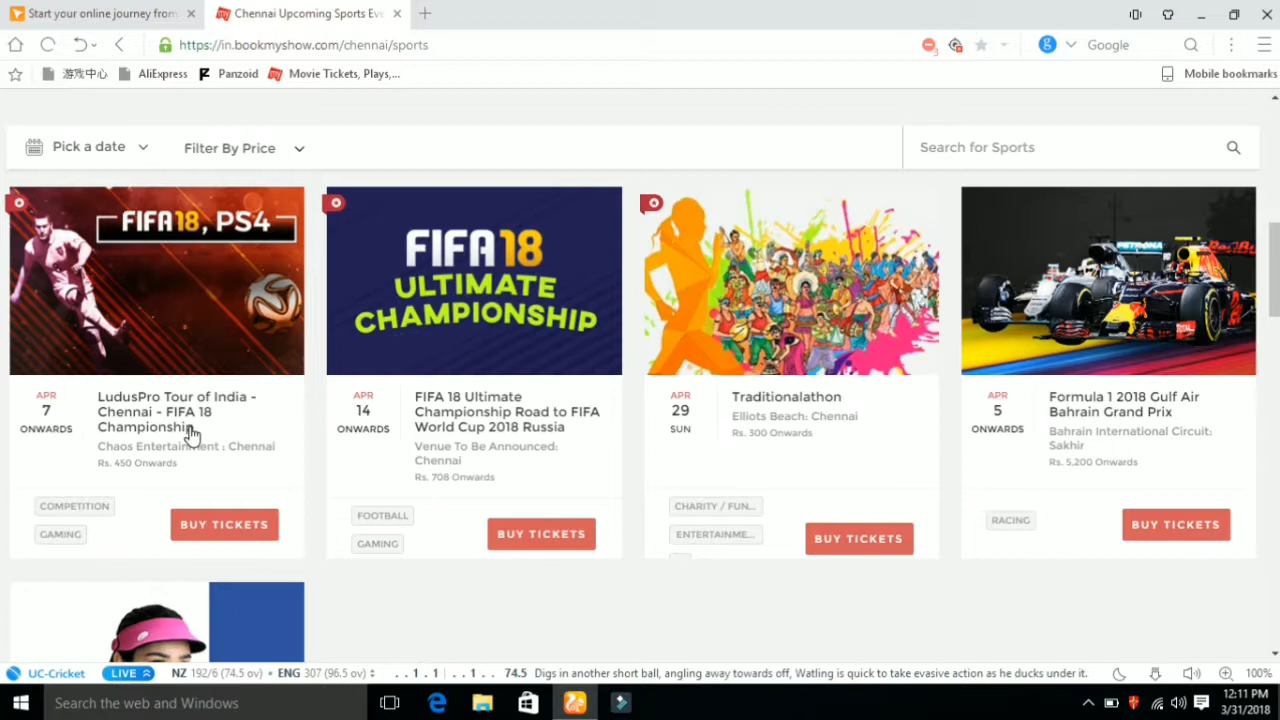 Start your online journey from
Chennai Upcoming Sports Eve
https://in.bookmyshow.com/chennai/sports
3
Google
游戏中心
AliExpress
Panzoid
Movie Tickets, Plays,...
Mobile bookmarks
Pick a date
Filter By Price
Search for Sports
FIFA18, PS4
APR
7
ONWARDS
LudusPro Tour of India -
Chennai - FIFA 18
Championship
Chaos Entertainment : Chennai
Rs. 450 Onwards
COMPETITION
GAMING
BUY TICKETS
FIFA18
ULTIMATE
CHAMPIONSHIP
APR
14
ONWARDS
FIFA 18 Ultimate
Championship Road to FIFA
World Cup 2018 Russia
Venue To Be Announced:
Chennai
Rs. 708 Onwards
FOOTBALL
GAMING
BUY TICKETS
APR
29
SUN
Traditionalathon
Elliots Beach: Chennai
Rs. 300 Onwards
CHARITY / FUN...
ENTERTAINME...
BUY TICKETS
PETRONAS
APR
5
ONWARDS
Formula 1 2018 Gulf Air
Bahrain Grand Prix
Bahrain International Circuit:
Sakhir
Rs. 5,200 Onwards
RACING
BUY TICKETS
UC-Cricket
LIVE
NZ 192/6 (74.5 ov) • ENG 307 (96.5 ov)
. . 1 . 1 | . . 1 . . 74.5 Digs in another short ball, angling away towards off, Watling is quick to take evasive action as he ducks under it.
100%
Search the web and Windows
12:11 PM
3/31/2018